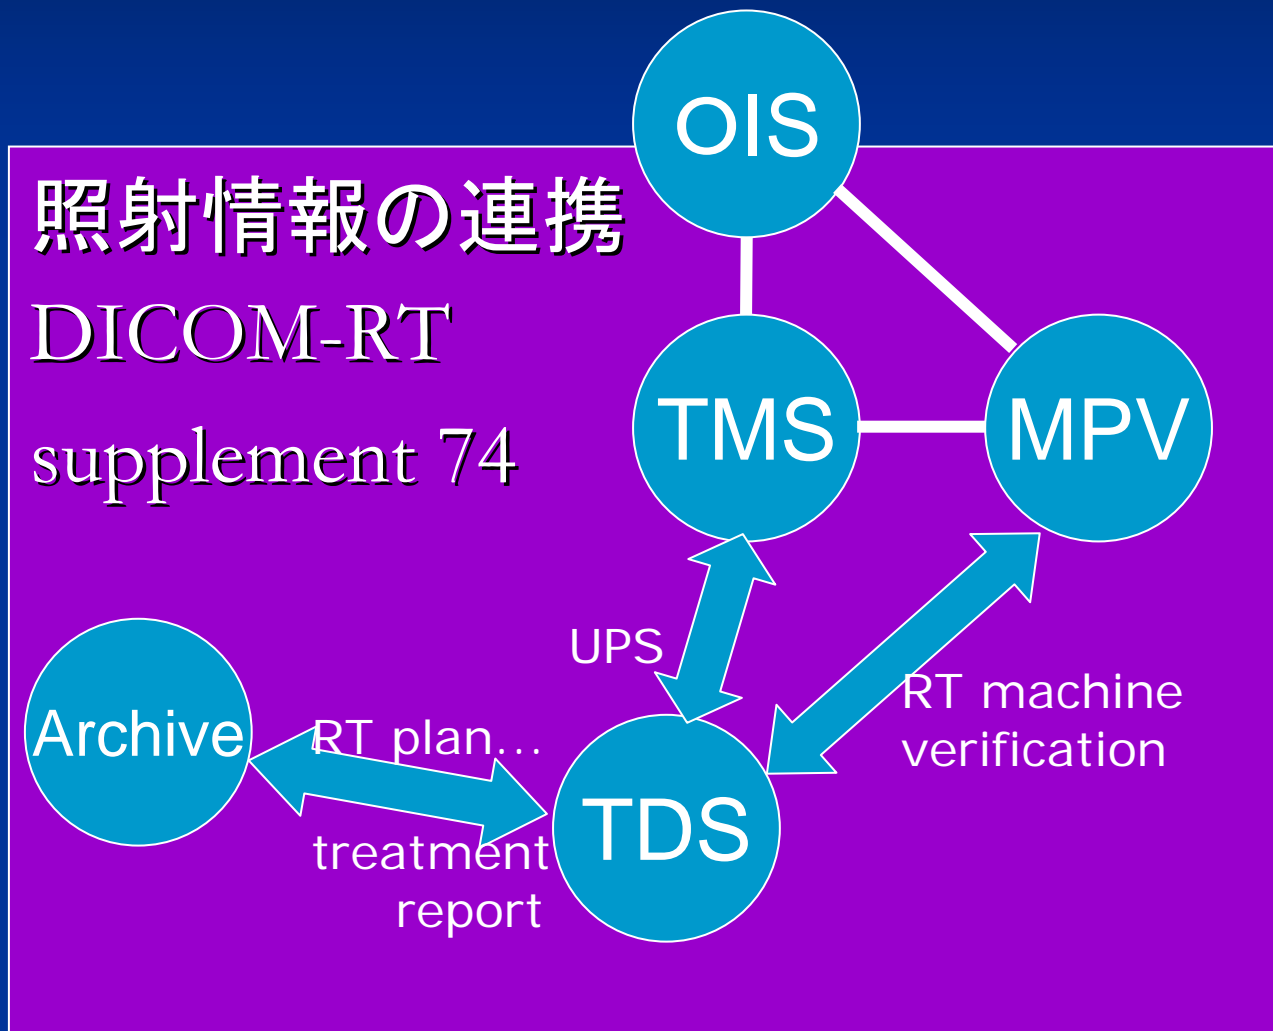 OIS
照射情報の連携
DICOM-RT
supplement 74
TMS
MPV
UPS
RT machine
verification
Archive
RT plan…
treatment
report
TDS